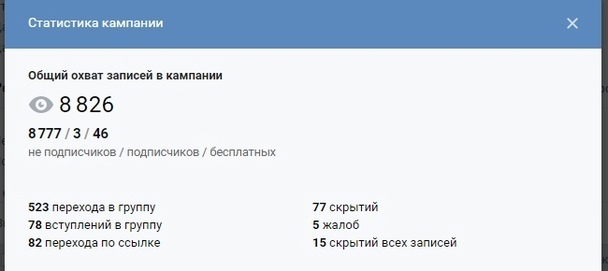 Статистика кампании
Общий охват записей в кампании
8 826
8 777 / 3 / 46
не подписчиков / подписчиков / бесплатных
523 перехода в группу
78 вступлений в группу
82 перехода по ссылке
77 скрытий
5 жалоб
15 скрытий всех записей